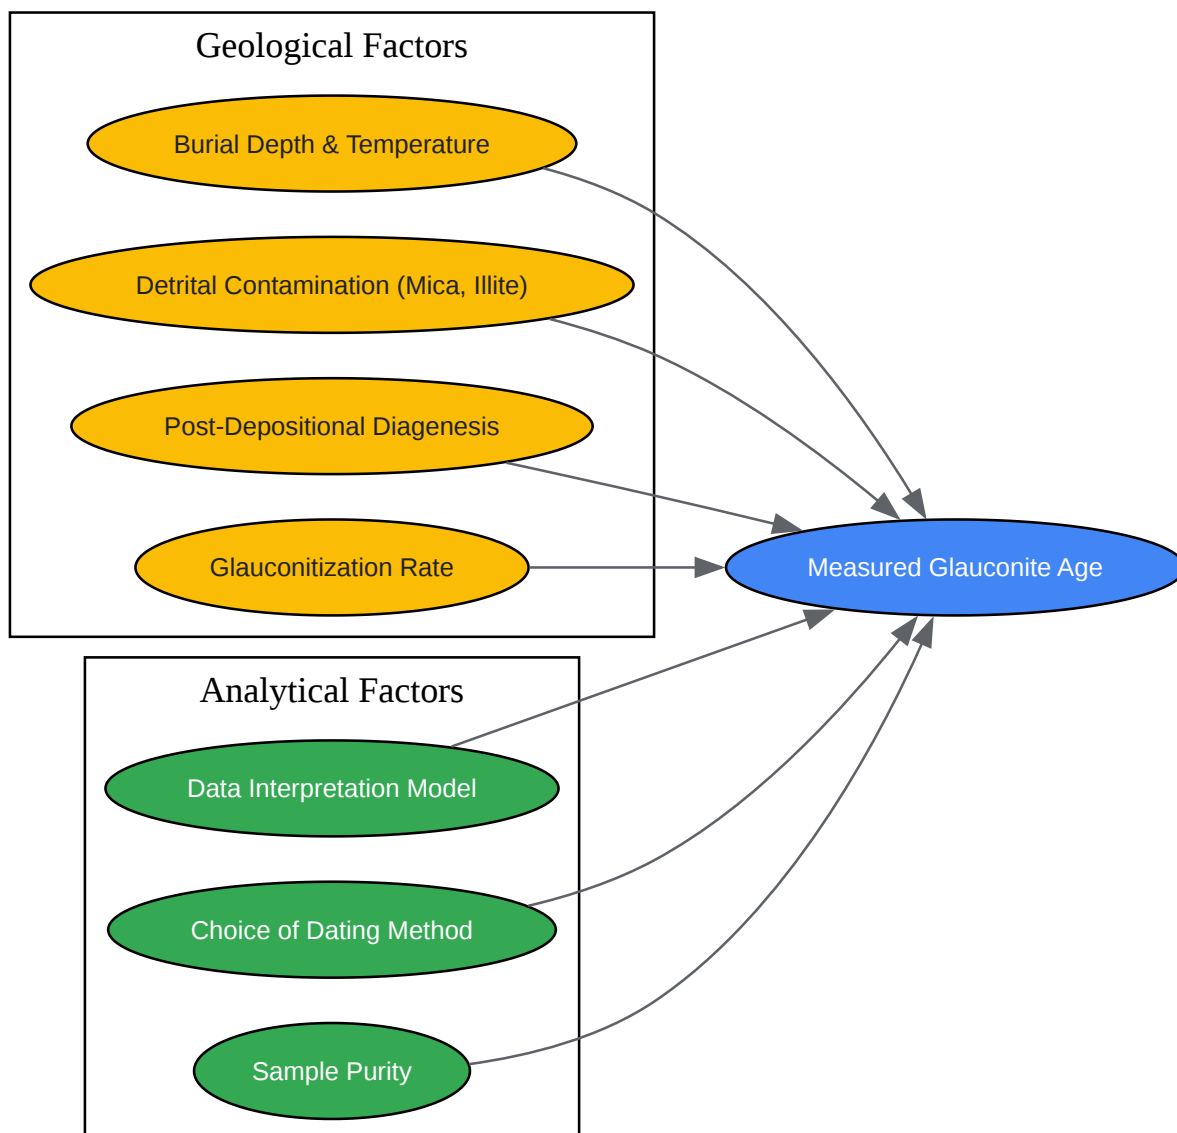 Geological Factors
Burial Depth & Temperature
Detrital Contamination (Mica, Illite)
Post-Depositional Diagenesis
Glauconitization Rate
Measured Glauconite Age
Analytical Factors
Data Interpretation Model
Choice of Dating Method
Sample Purity